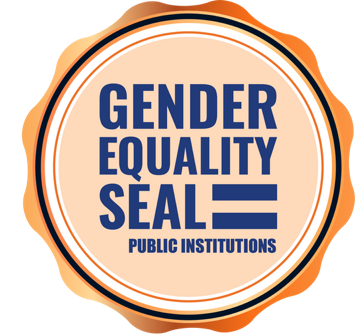 GENDER
EQUALITY
SEAL
PUBLIC INSTITUTIONS